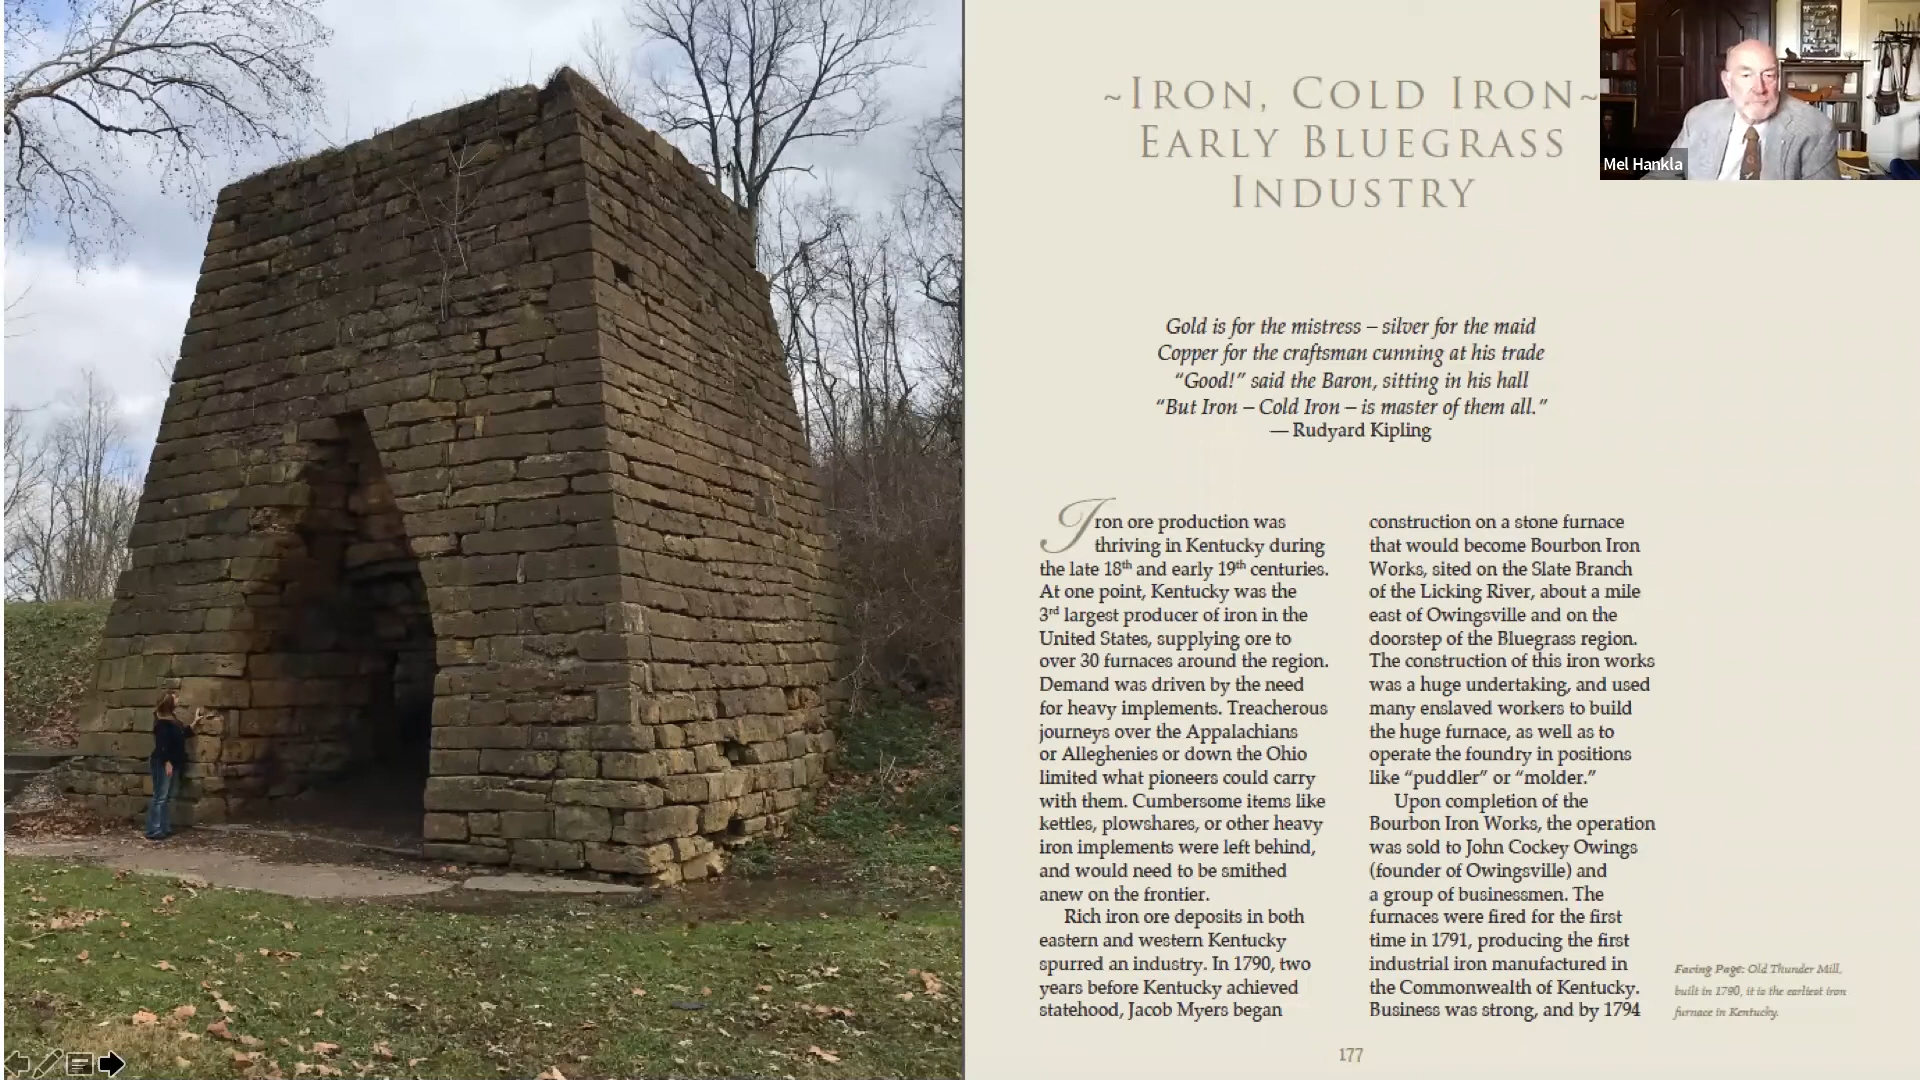 ~IRON, COLD IRON~
EARLY BLUEGRASS
INDUSTRY
Mel Hankla
Gold is for the mistress – silver for the maid
Copper for the craftsman cunning at his trade
“Good!” said the Baron, sitting in his hall
“But Iron – Cold Iron – is master of them all.”
— Rudyard Kipling
Iron ore production was
thriving in Kentucky during
the late 18th and early 19th centuries.
At one point, Kentucky was the
3rd largest producer of iron in the
United States, supplying ore to
over 30 furnaces around the region.
Demand was driven by the need
for heavy implements. Treacherous
journeys over the Appalachians
or Alleghenies or down the Ohio
limited what pioneers could carry
with them. Cumbersome items like
kettles, plowshares, or other heavy
iron implements were left behind,
and would need to be smithed
anew on the frontier.
Rich iron ore deposits in both
eastern and western Kentucky
spurred an industry. In 1790, two
years before Kentucky achieved
statehood, Jacob Myers began
construction on a stone furnace
that would become Bourbon Iron
Works, sited on the Slate Branch
of the Licking River, about a mile
east of Owingsville and on the
doorstep of the Bluegrass region.
The construction of this iron works
was a huge undertaking, and used
many enslaved workers to build
the huge furnace, as well as to
operate the foundry in positions
like “puddler” or “molder.”
Upon completion of the
Bourbon Iron Works, the operation
was sold to John Cockey Owings
(founder of Owingsville) and
a group of businessmen. The
furnaces were fired for the first
time in 1791, producing the first
industrial iron manufactured in
the Commonwealth of Kentucky.
Business was strong, and by 1794
Facing Page: Old Thunder Mill,
built in 1790, it is the earliest iron
furnace in Kentucky.
177